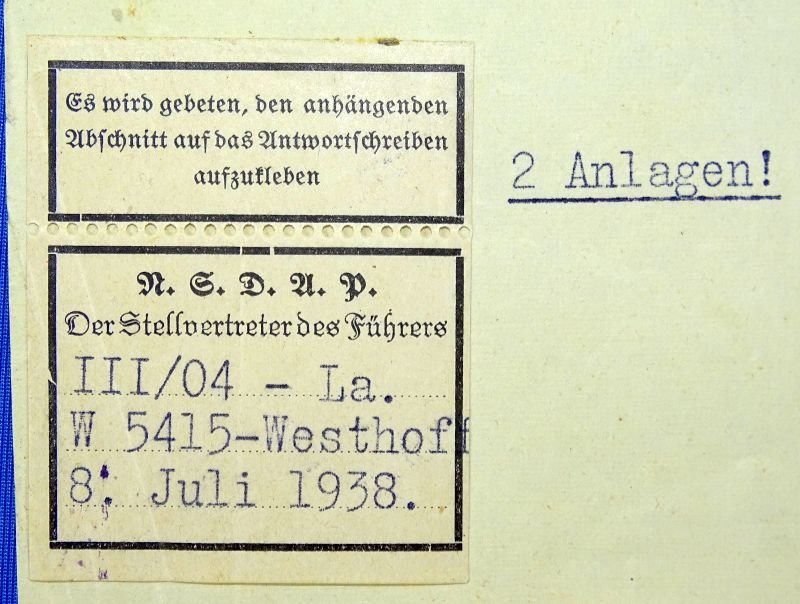 Es wird gebeten, den anhängenden
Abschnitt auf das Antwortschreiben
aufzukleben
2 Anlagen!
N. S. D. A. P.
Der Stellvertreter des Führers
III/04 - La.
W 5415-Westhoff
8. Juli 1938.